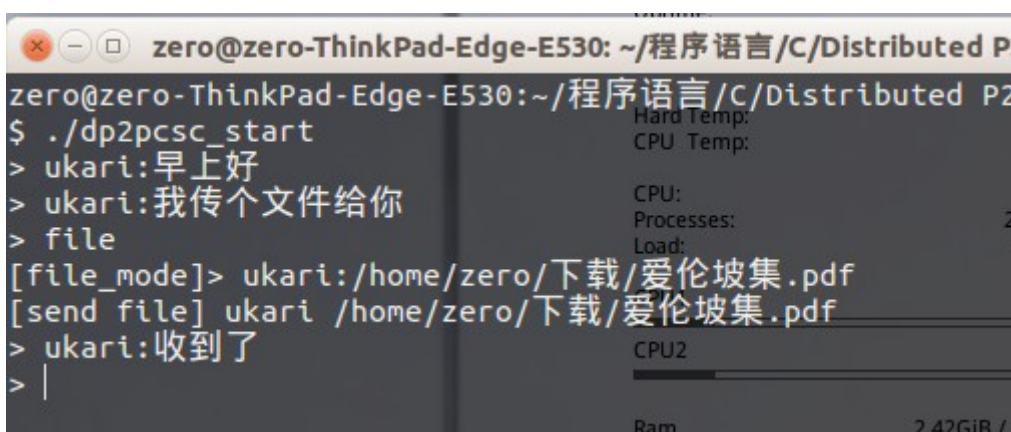 zero@zero-ThinkPad-Edge-E530: ~/程序语言/C/Distributed P
zero@zero-ThinkPad-Edge-E530:~/程序语言/C/Distributed P2
$ ./dp2pcsc_start
> ukari:早上好
> ukari:我传个文件给你
> file
[file_mode]> ukari:/home/zero/下载/爱伦坡集.pdf
[send file] ukari /home/zero/下载/爱伦坡集.pdf
> ukari:收到了
>
Hard Temp:
CPU Temp:
CPU:
Processes: 2
Load:
CPU2
Ram 2.42GiB /